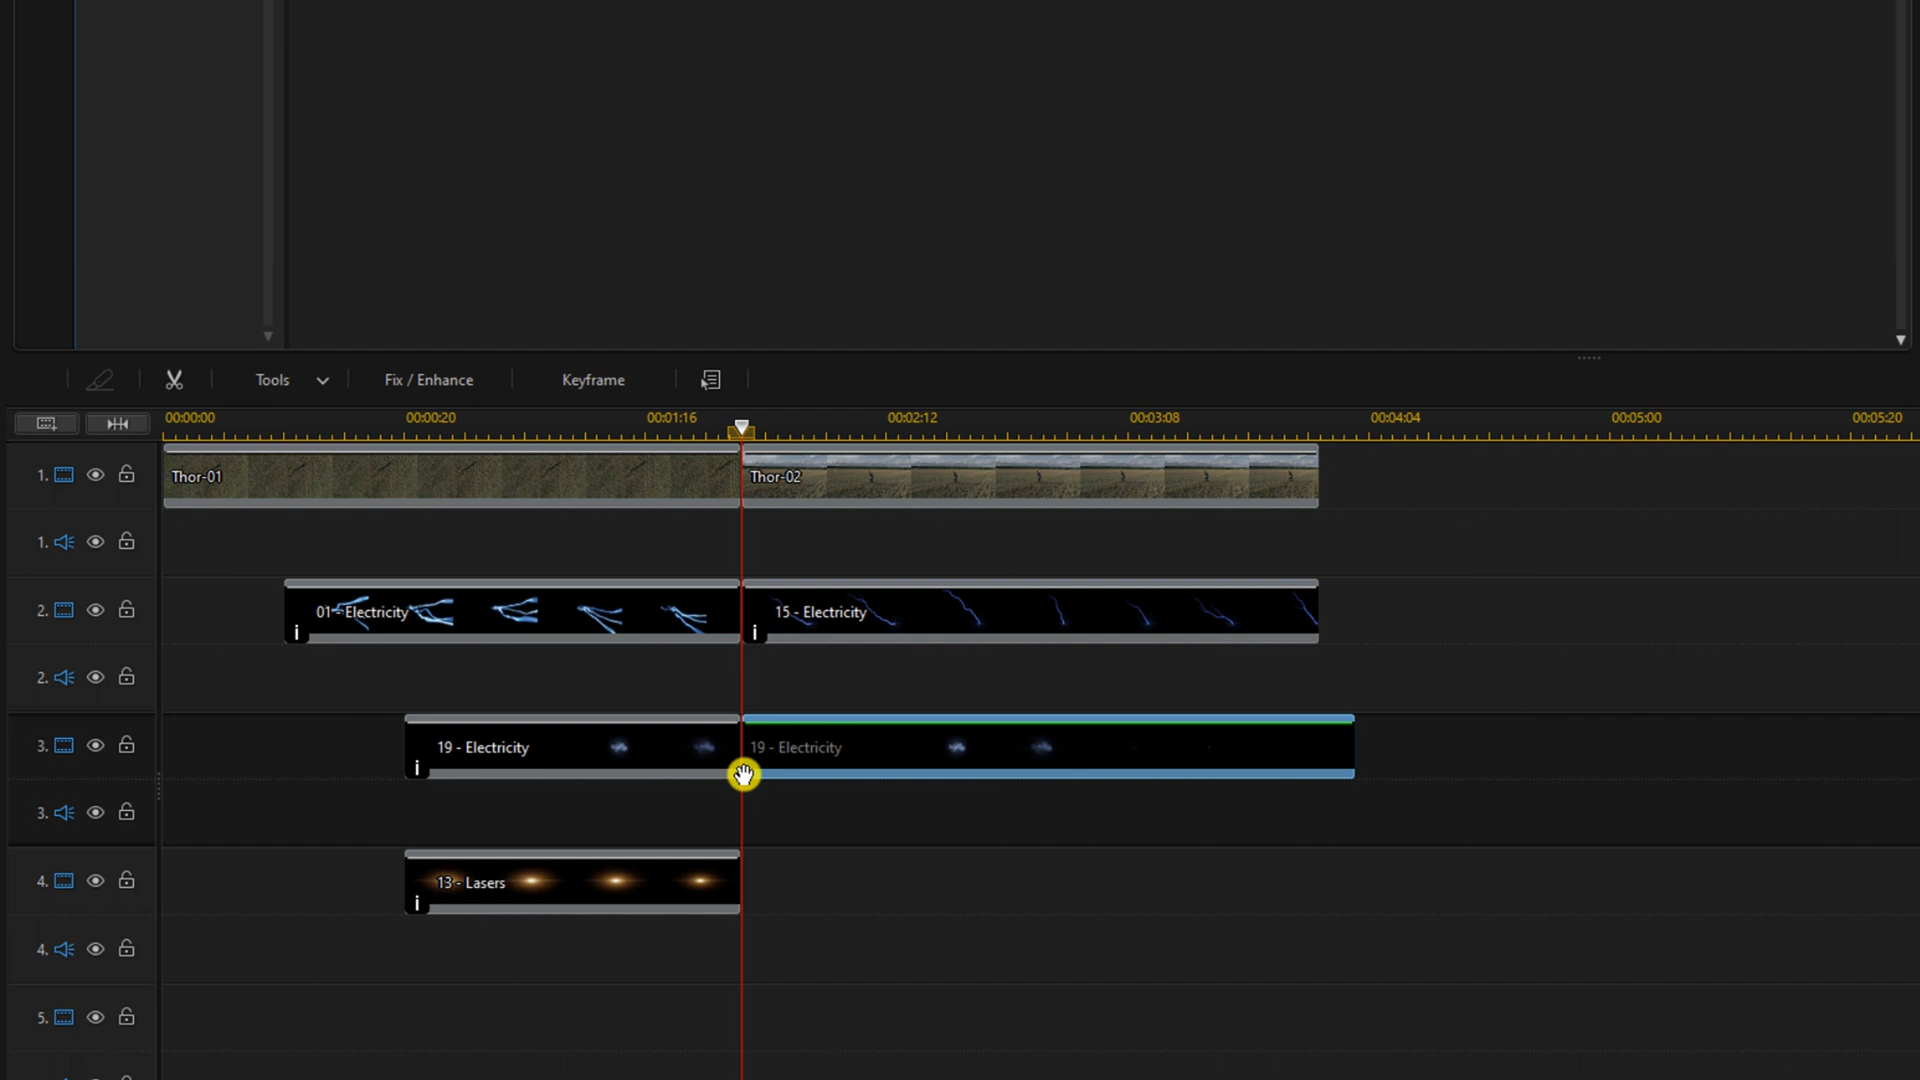 Tools
Fix / Enhance
Keyframe
00:00:00
00:00:20
00:01:16
00:02:12
00:03:08
00:04:04
00:05:00
00:05:20
1.
Thor-01
Thor-02
1.
2.
01 - Electricity
i
15 - Electricity
i
2.
3.
19 - Electricity
i
19 - Electricity
3.
4.
13 - Lasers
i
4.
5.